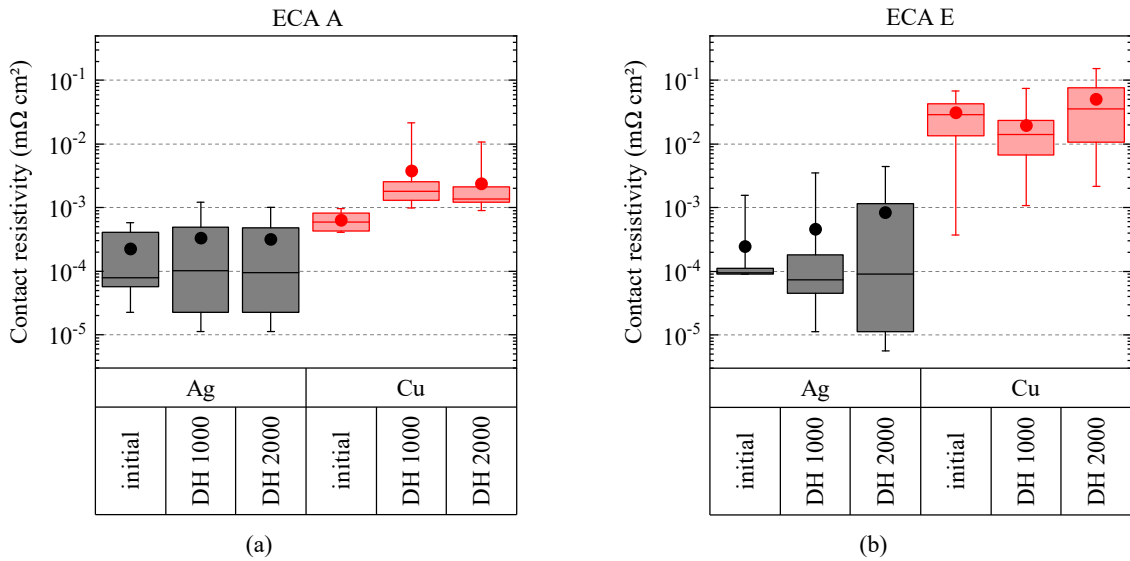 ECA A
Contact resistivity (mΩ cm²)
10⁻¹
10⁻²
10⁻³
10⁻⁴
10⁻⁵
Ag
Cu
initial
DH 1000
DH 2000
initial
DH 1000
DH 2000
(a)
ECA E
Contact resistivity (mΩ cm²)
10⁻¹
10⁻²
10⁻³
10⁻⁴
10⁻⁵
Ag
Cu
initial
DH 1000
DH 2000
initial
DH 1000
DH 2000
(b)